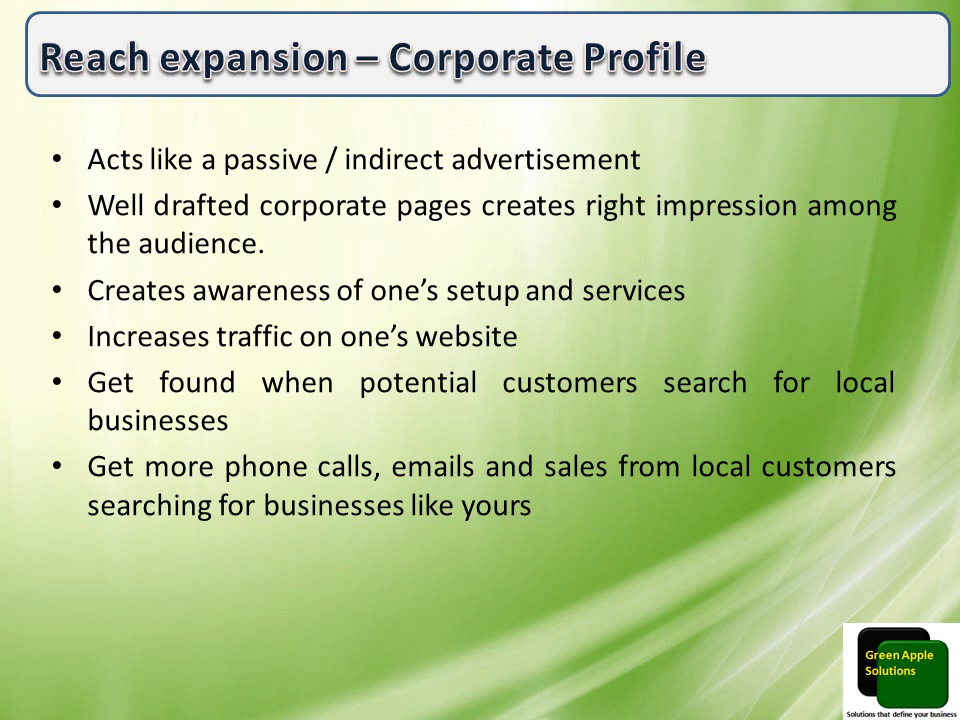 Reach expansion – Corporate Profile
• Acts like a passive / indirect advertisement
• Well drafted corporate pages creates right impression among
the audience.
• Creates awareness of one’s setup and services
• Increases traffic on one’s website
• Get found when potential customers search for local
businesses
• Get more phone calls, emails and sales from local customers
searching for businesses like yours
Green Apple
Solutions
Solutions that define your business